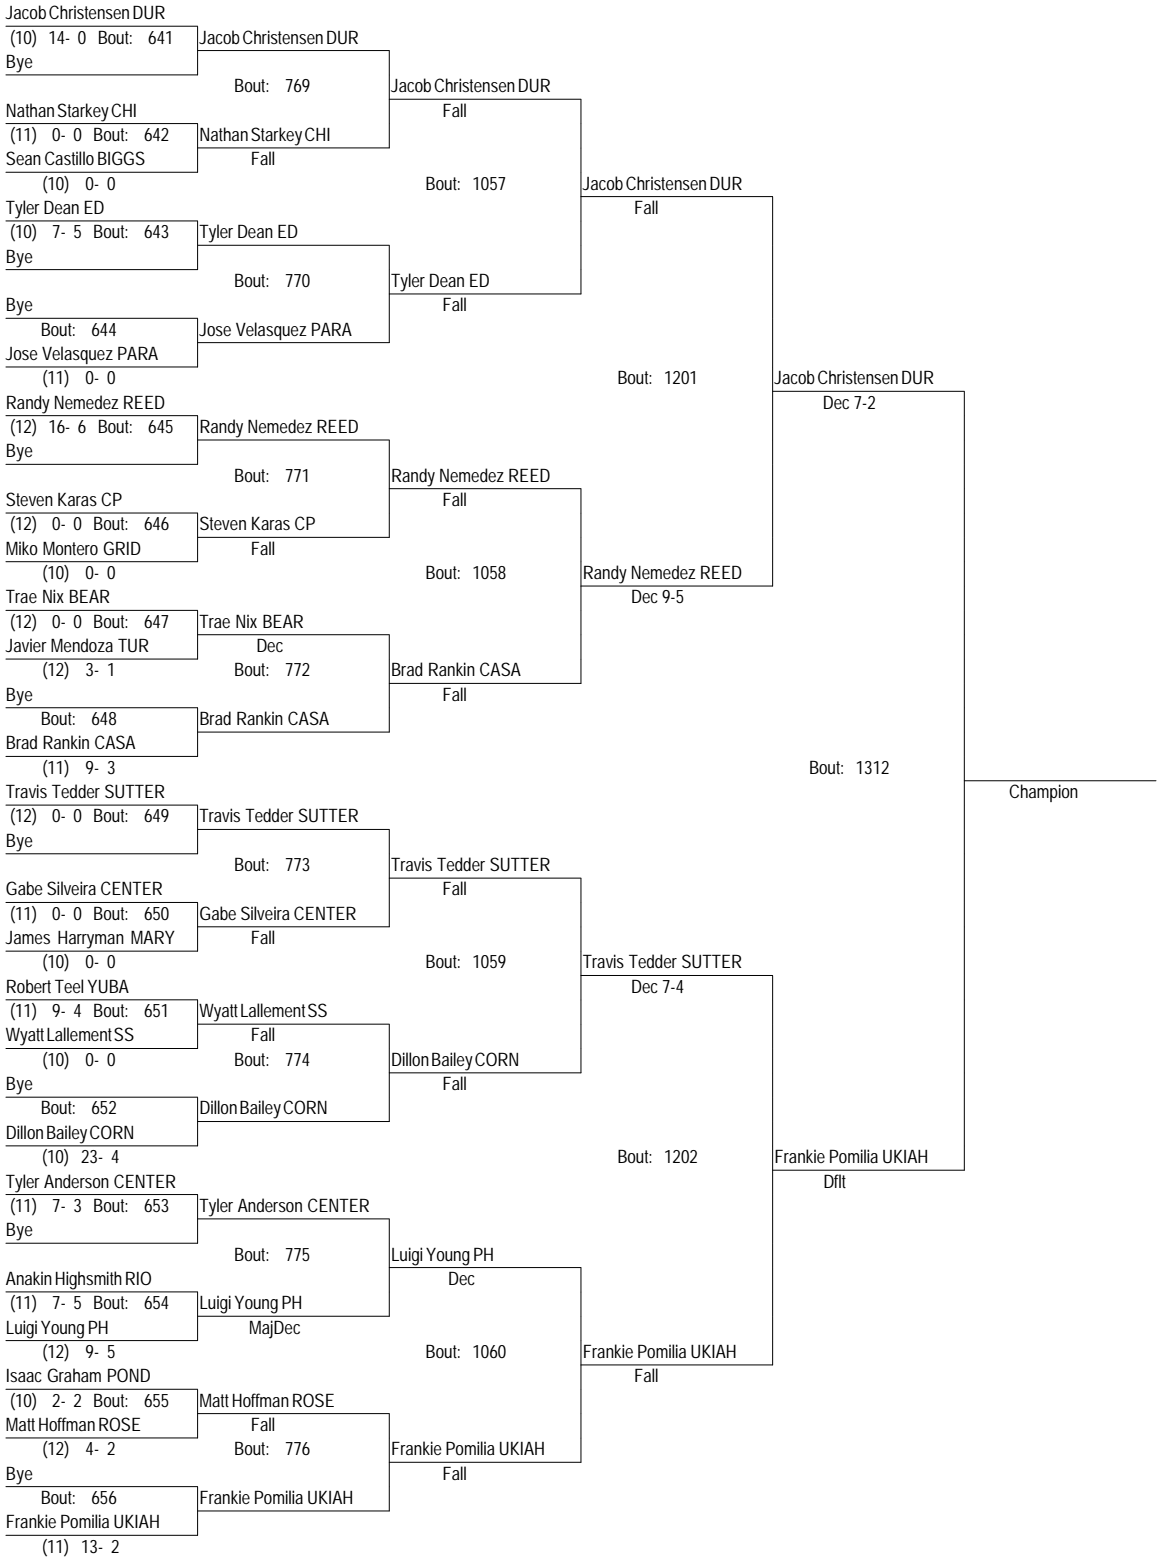 Jacob Christensen DUR
(10) 14- 0 Bout: 641 Jacob Christensen DUR
Bye
Bout: 769 Jacob Christensen DUR
Nathan Starkey CHI Fall
(11) 0- 0 Bout: 642 Nathan Starkey CHI
Sean Castillo BIGGS Fall
(10) 0- 0 Bout: 1057 Jacob Christensen DUR
Tyler Dean ED Fall
(10) 7- 5 Bout: 643 Tyler Dean ED
Bye
Bout: 770 Tyler Dean ED
Bye Fall
Bout: 644 Jose Velasquez PARA
Jose Velasquez PARA
(11) 0- 0 Bout: 1201 Jacob Christensen DUR
Randy Nemedez REED Dec 7-2
(12) 16- 6 Bout: 645 Randy Nemedez REED
Bye
Bout: 771 Randy Nemedez REED
Steven Karas CP Fall
(12) 0- 0 Bout: 646 Steven Karas CP
Miko Montero GRID Fall
(10) 0- 0 Bout: 1058 Randy Nemedez REED
Trae Nix BEAR Dec 9-5
(12) 0- 0 Bout: 647 Trae Nix BEAR
Javier Mendoza TUR Dec
(12) 3- 1 Bout: 772 Brad Rankin CASA
Bye Fall
Bout: 648 Brad Rankin CASA
Brad Rankin CASA
(11) 9- 3 Bout: 1312
Travis Tedder SUTTER Champion
(12) 0- 0 Bout: 649 Travis Tedder SUTTER
Bye
Bout: 773 Travis Tedder SUTTER
Gabe Silveira CENTER Fall
(11) 0- 0 Bout: 650 Gabe Silveira CENTER
James Harryman MARY Fall
(10) 0- 0 Bout: 1059 Travis Tedder SUTTER
Robert Teel YUBA Dec 7-4
(11) 9- 4 Bout: 651 Wyatt Lallement SS
Wyatt Lallement SS Fall
(10) 0- 0 Bout: 774 Dillon Bailey CORN
Bye Fall
Bout: 652 Dillon Bailey CORN
Dillon Bailey CORN
(10) 23- 4 Bout: 1202 Frankie Pomilia UKIAH
Tyler Anderson CENTER Dflt
(11) 7- 3 Bout: 653 Tyler Anderson CENTER
Bye
Bout: 775 Luigi Young PH
Anakin Highsmith RIO Dec
(11) 7- 5 Bout: 654 Luigi Young PH
Luigi Young PH MajDec
(12) 9- 5 Bout: 1060 Frankie Pomilia UKIAH
Isaac Graham POND Fall
(10) 2- 2 Bout: 655 Matt Hoffman ROSE
Matt Hoffman ROSE Fall
(12) 4- 2 Bout: 776 Frankie Pomilia UKIAH
Bye Fall
Bout: 656 Frankie Pomilia UKIAH
Frankie Pomilia UKIAH
(11) 13- 2